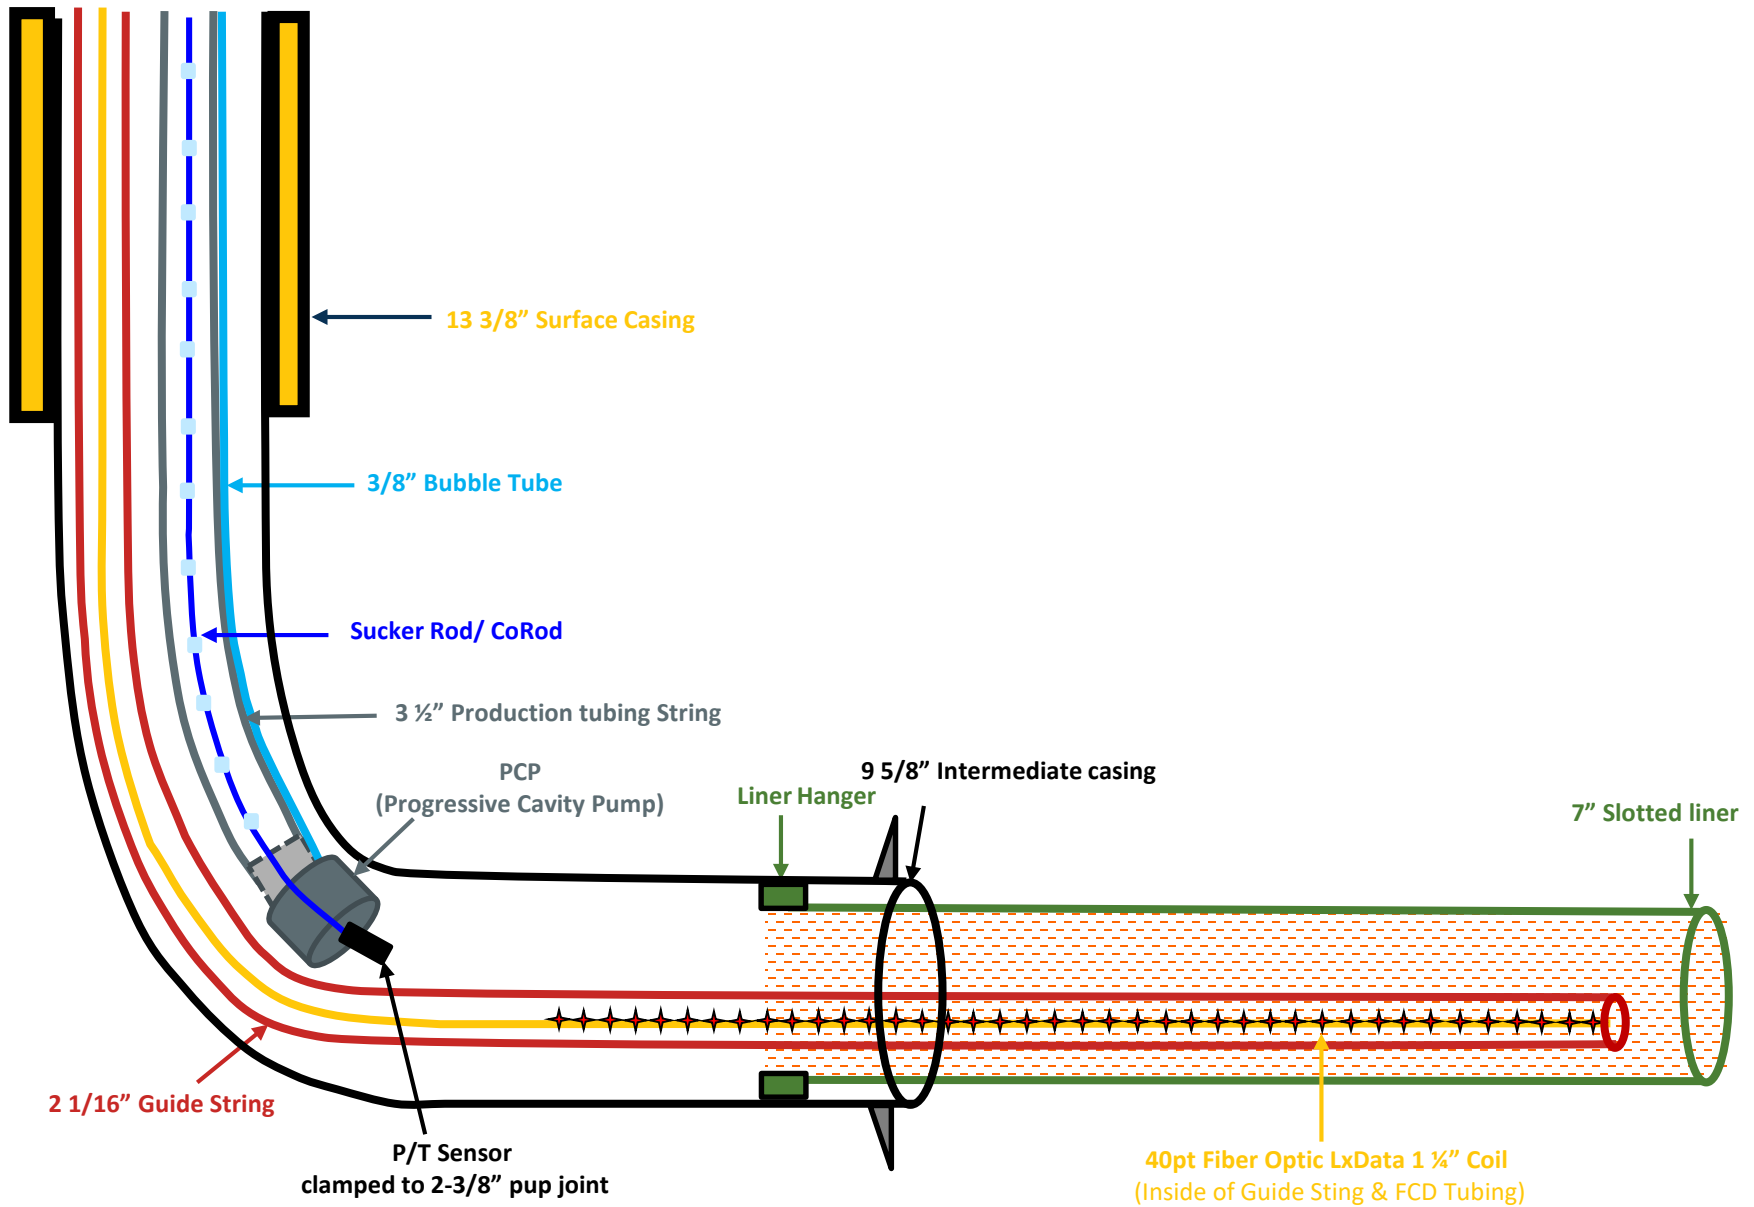 13 3/8” Surface Casing
3/8” Bubble Tube
Sucker Rod/ CoRod
3 ½” Production tubing String
PCP
(Progressive Cavity Pump)
9 5/8” Intermediate casing
Liner Hanger
7” Slotted liner
2 1/16” Guide String
P/T Sensor
clamped to 2-3/8” pup joint
40pt Fiber Optic LxData 1 ¼” Coil
(Inside of Guide Sting & FCD Tubing)